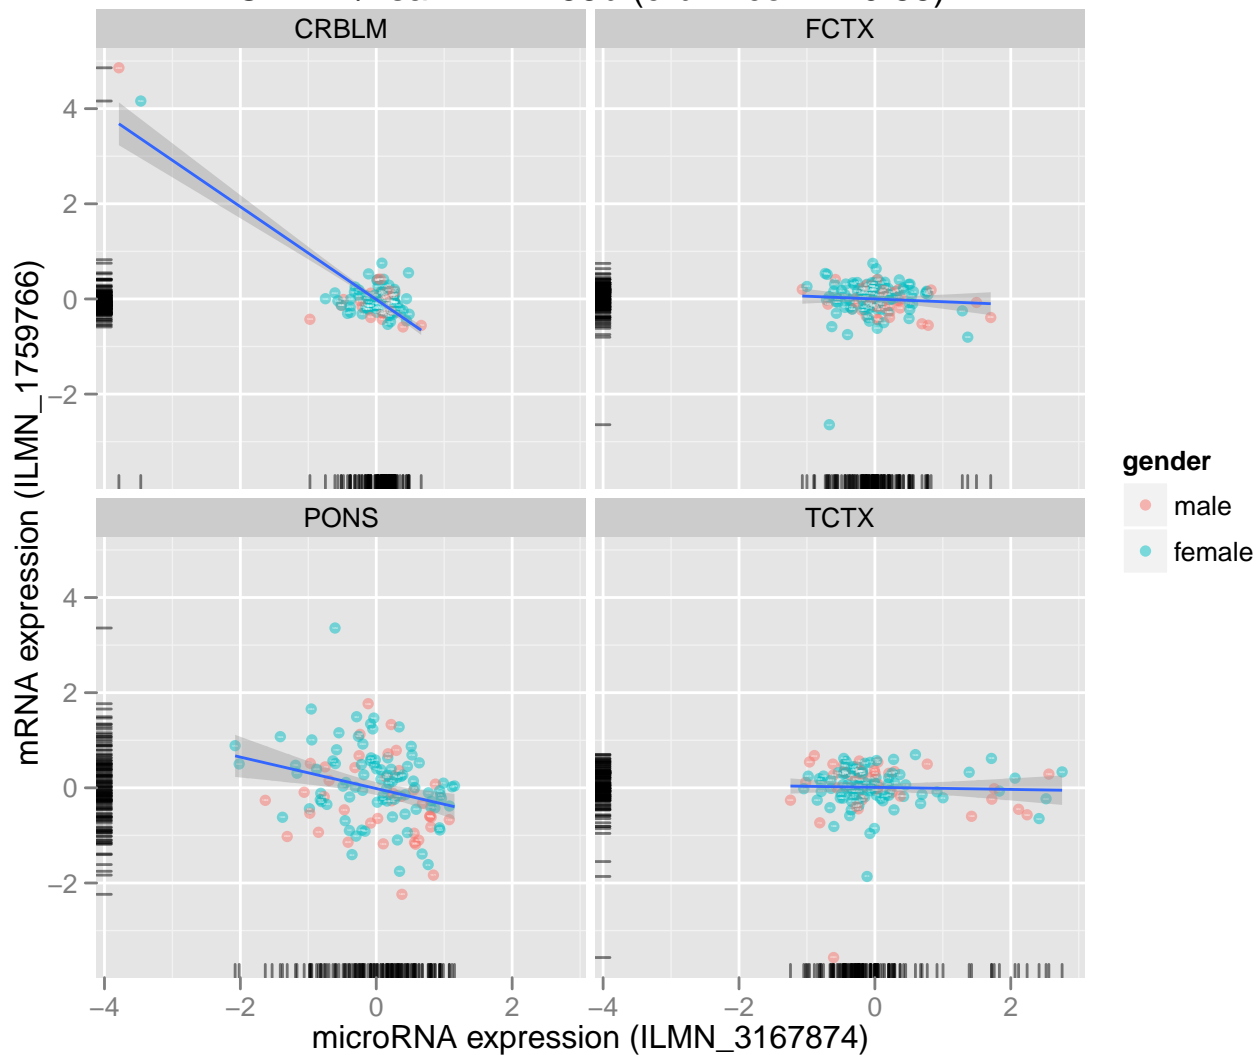 CRBLM
FCTX
4
2
0
−2
PONS
TCTX
4
2
0
−2
−4 −2 0 2 −4 −2 0 2
microRNA expression (ILMN_3167874)
mRNA expression (ILMN_1759766)
gender
male
female